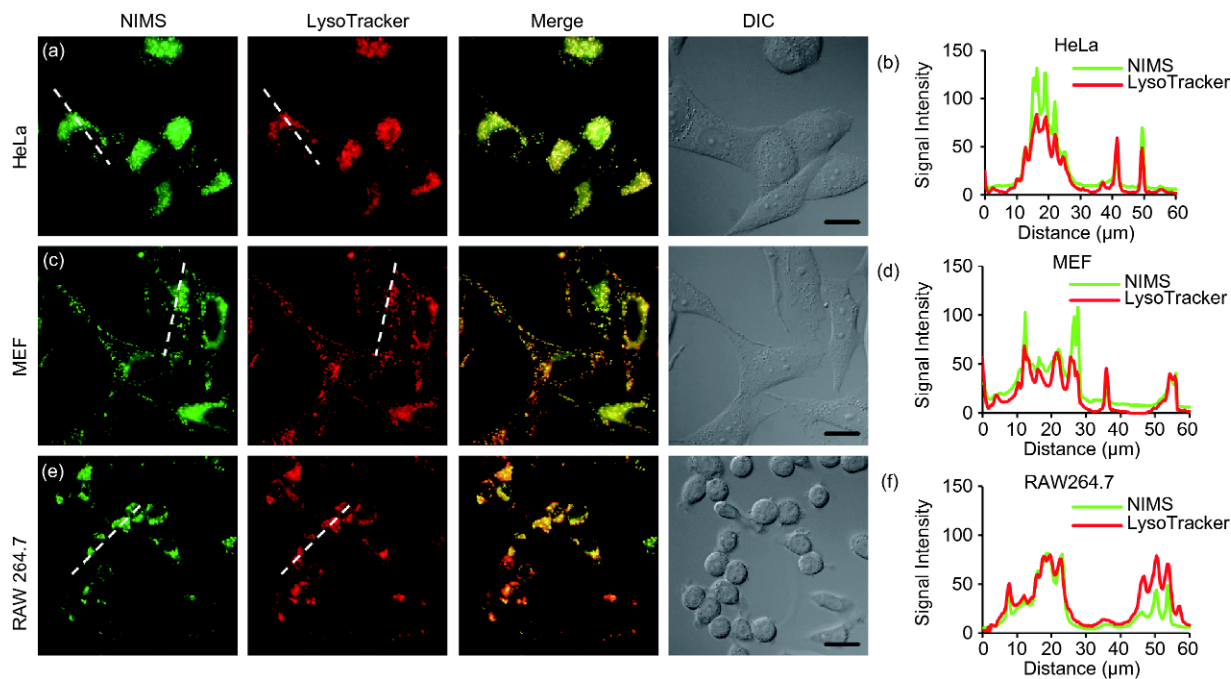 NIMS LysoTracker Merge DIC
(a)
HeLa
(b)
HeLa
NIMS
LysoTracker
Signal Intensity
150
100
50
0
0 10 20 30 40 50 60
Distance (μm)
(c)
MEF
(d)
MEF
NIMS
LysoTracker
Signal Intensity
150
100
50
0
0 10 20 30 40 50 60
Distance (μm)
(e)
RAW 264.7
(f)
RAW264.7
NIMS
LysoTracker
Signal Intensity
150
100
50
0
0 10 20 30 40 50 60
Distance (μm)